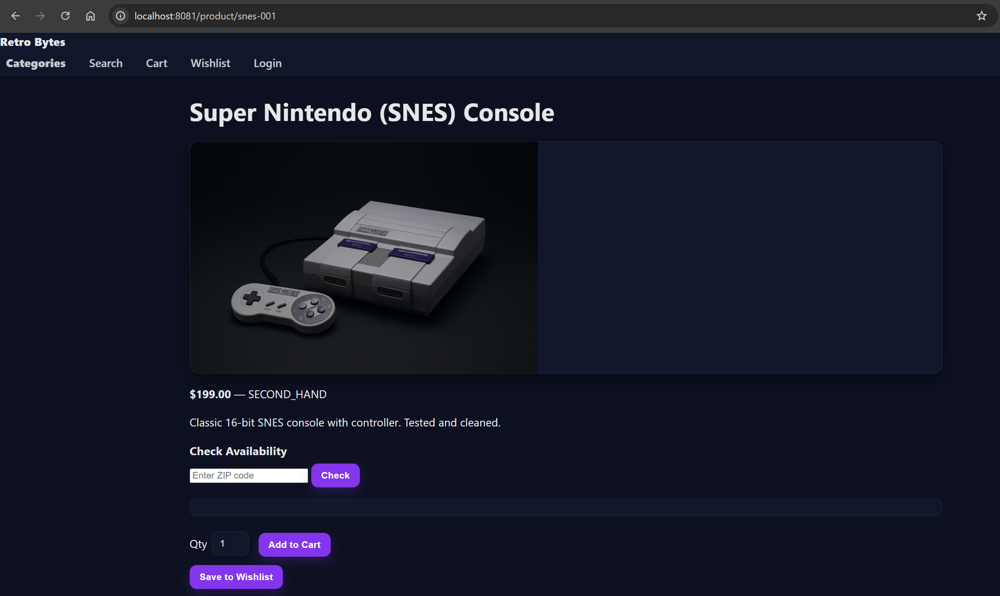 localhost:8081/product/snes-001
Retro Bytes
Categories Search Cart Wishlist Login
Super Nintendo (SNES) Console
SUPER NINTENDO
SUPER NINTENDO
$199.00 — SECOND_HAND
Classic 16-bit SNES console with controller. Tested and cleaned.
Check Availability
Enter ZIP code Check
Qty 1 Add to Cart
Save to Wishlist